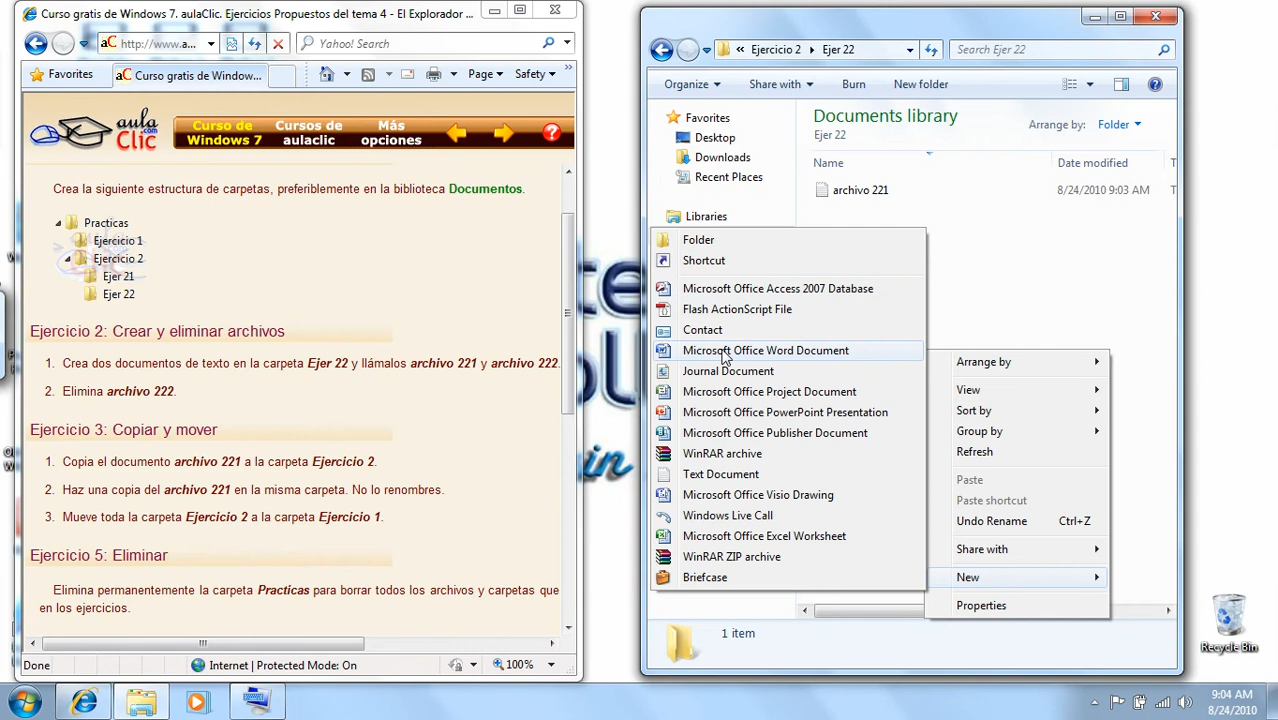 Curso gratis de Windows 7. aulaClic. Ejercicios Propuestos del tema 4 - El Explorador ...
http://www.a...
Yahoo! Search
Favorites
aC Curso gratis de Window...
Page
Safety
»
aula
Clic
.com
Curso de
Windows 7
Cursos de
aulaclic
Más
opciones
?
Crea la siguiente estructura de carpetas, preferiblemente en la biblioteca Documentos.
Practicas
Ejercicio 1
Ejercicio 2
Ejer 21
Ejer 22
Ejercicio 2: Crear y eliminar archivos
1. Crea dos documentos de texto en la carpeta Ejer 22 y llámalos archivo 221 y archivo 222.
2. Elimina archivo 222.
Ejercicio 3: Copiar y mover
1. Copia el documento archivo 221 a la carpeta Ejercicio 2.
2. Haz una copia del archivo 221 en la misma carpeta. No lo renombres.
3. Mueve toda la carpeta Ejercicio 2 a la carpeta Ejercicio 1.
Ejercicio 5: Eliminar
Elimina permanentemente la carpeta Practicas para borrar todos los archivos y carpetas que
en los ejercicios.
Done
Internet | Protected Mode: On
100%
« Ejercicio 2 Ejer 22
Search Ejer 22
Organize
Share with
Burn
New folder
Favorites
Desktop
Downloads
Recent Places
Libraries
Documents library
Ejer 22
Arrange by: Folder
Name
Date modified
T
archivo 221
8/24/2010 9:03 AM
T
Folder
Shortcut
Microsoft Office Access 2007 Database
Flash ActionScript File
Contact
Microsoft Office Word Document
Journal Document
Microsoft Office Project Document
Microsoft Office PowerPoint Presentation
Microsoft Office Publisher Document
WinRAR archive
Text Document
Microsoft Office Visio Drawing
Windows Live Call
Microsoft Office Excel Worksheet
WinRAR ZIP archive
Briefcase
Arrange by
View
Sort by
Group by
Refresh
Paste
Paste shortcut
Undo Rename Ctrl+Z
Share with
New
Properties
1 item
Recycle Bin
9:04 AM
8/24/2010